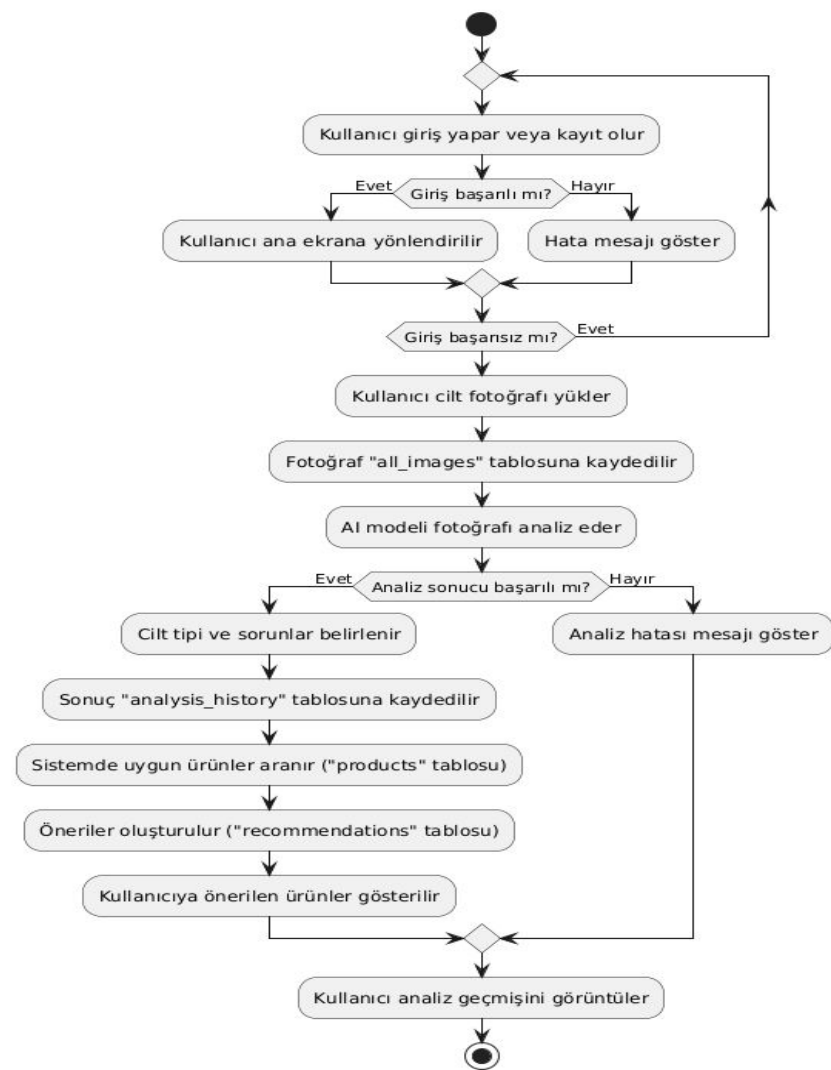 Kullanıcı giriş yapar veya kayıt olur
Evet
Giriş başarılı mı?
Hayır
Kullanıcı ana ekrana yönlendirilir
Hata mesajı göster
Giriş başarısız mı?
Evet
Kullanıcı cilt fotoğrafı yükler
Fotoğraf "all_images" tablosuna kaydedilir
AI modeli fotoğrafı analiz eder
Evet
Analiz sonucu başarılı mı?
Hayır
Cilt tipi ve sorunlar belirlenir
Analiz hatası mesajı göster
Sonuç "analysis_history" tablosuna kaydedilir
Sistemde uygun ürünler aranır ("products" tablosu)
Öneriler oluşturulur ("recommendations" tablosu)
Kullanıcıya önerilen ürünler gösterilir
Kullanıcı analiz geçmişini görüntüler